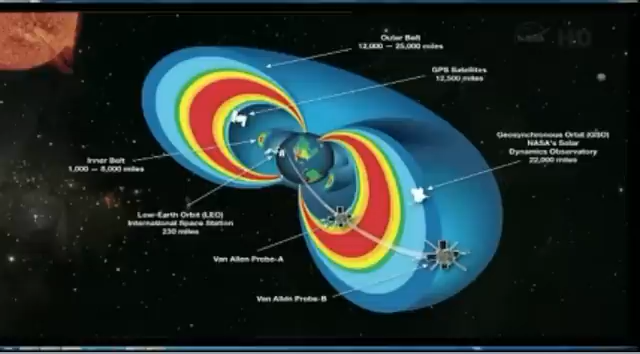 Outer Belt
12,000 — 25,000 miles
GPS Satellites
12,500 miles
Geosynchronous Orbit (GSO)
NASA's Solar
Dynamics Observatory
22,000 miles
Inner Belt
1,000 — 8,000 miles
Low-Earth Orbit (LEO)
International Space Station
230 miles
Van Allen Probe-A
Van Allen Probe-B
HD